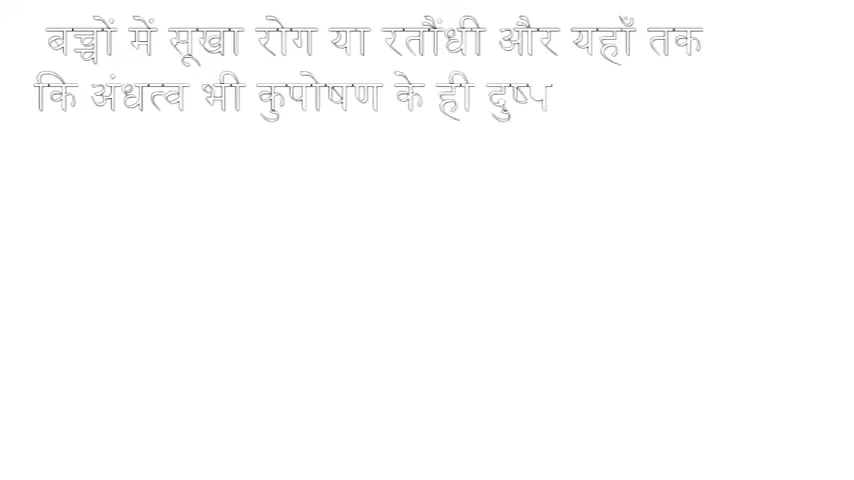 बच्चों में सूखा रोग या रतौंधी और यहाँ तक
कि अंधत्व भी कुपोषण के ही